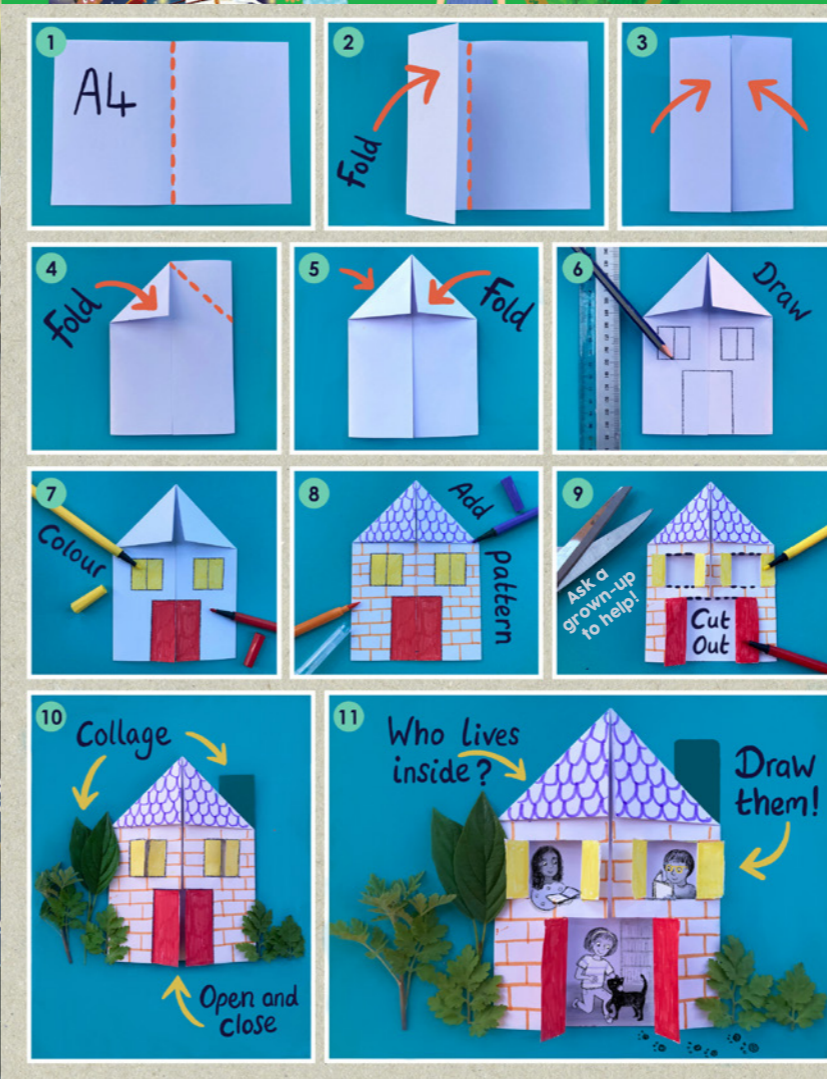 1
A4
2
Fold
3
4
Fold
5
Fold
6
Draw
7
Colour
8
Add
pattern
9
Ask a
grown-up
to help!
Cut
Out
10
Collage
Open and
close
11
Who lives
inside?
Draw
them!